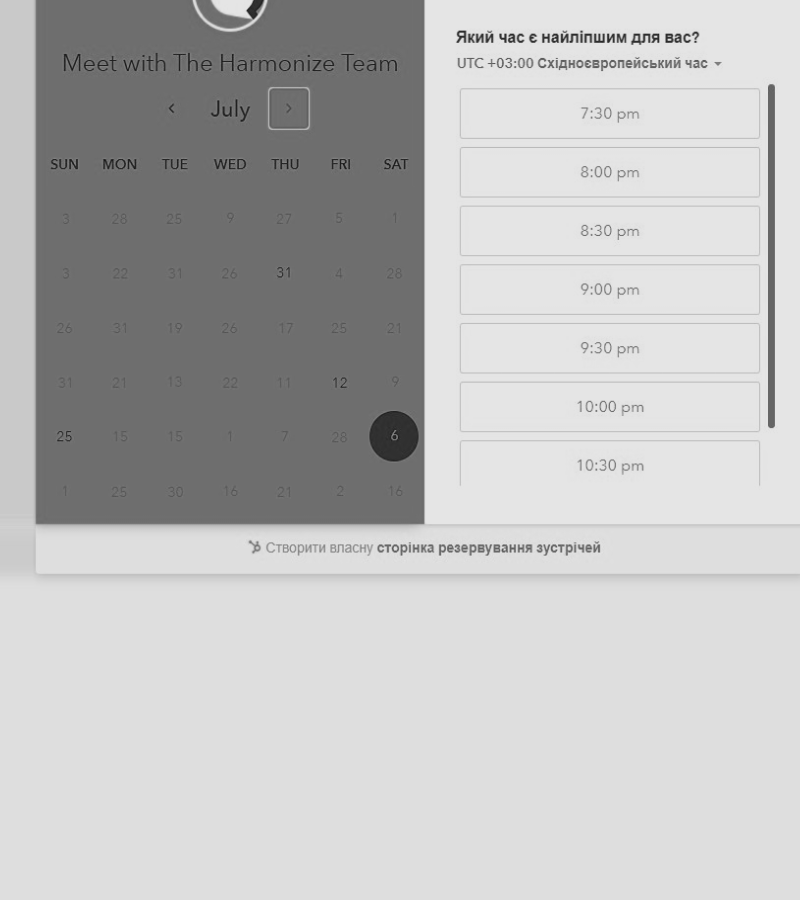 Meet with The Harmonize Team
July
SUN MON TUE WED THU FRI SAT
3 28 25 9 27 5 1
3 22 31 26 31 4 28
26 31 19 26 17 25 21
31 21 13 22 11 12 9
25 15 15 1 7 28 6
1 25 30 16 21 2 16
Який час є найліпшим для вас?
UTC +03:00 Східноєвропейський час
7:30 pm
8:00 pm
8:30 pm
9:00 pm
9:30 pm
10:00 pm
10:30 pm
Створити власну сторінка резервування зустрічей